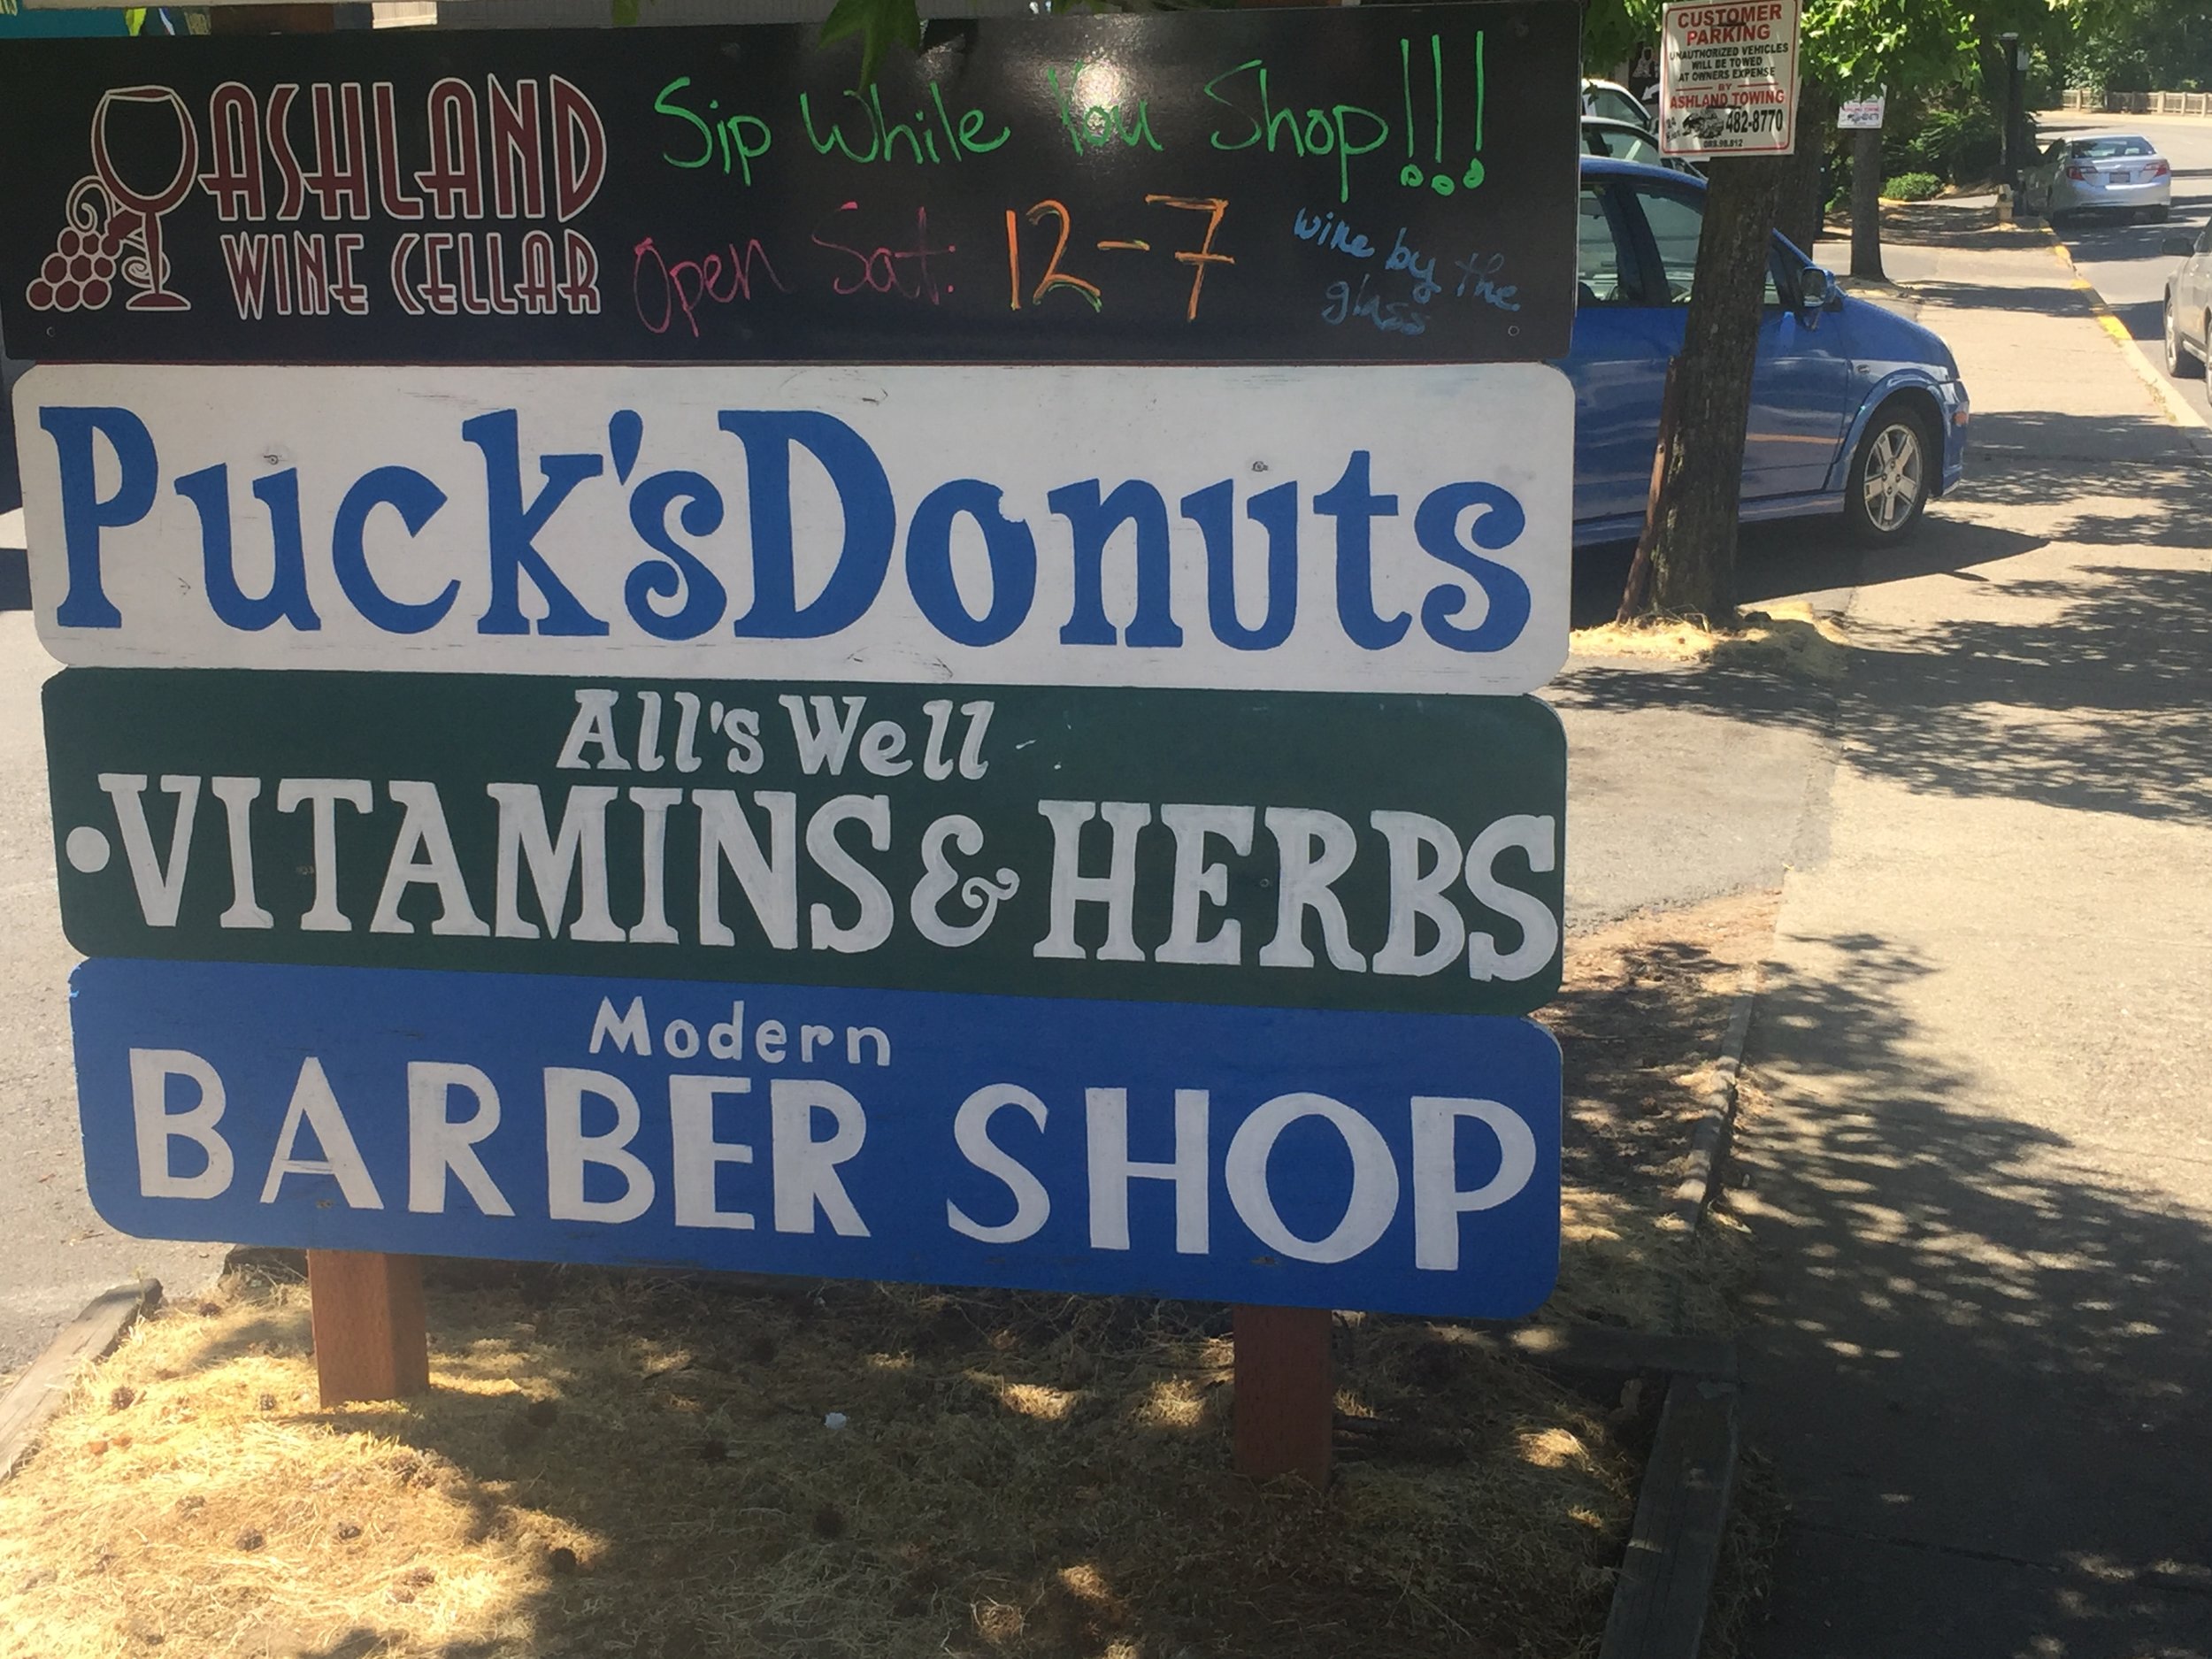 ASHLAND
WINE CELLAR
Sip While You Shop!!!
Open Sat: 12-7
wine by the
glass
Puck's Donuts
All's Well
•VITAMINS & HERBS
Modern
BARBER SHOP
CUSTOMER
PARKING
UNAUTHORIZED VEHICLES
WILL BE TOWED
AT OWNERS EXPENSE
BY
ASHLAND TOWING
482-8770